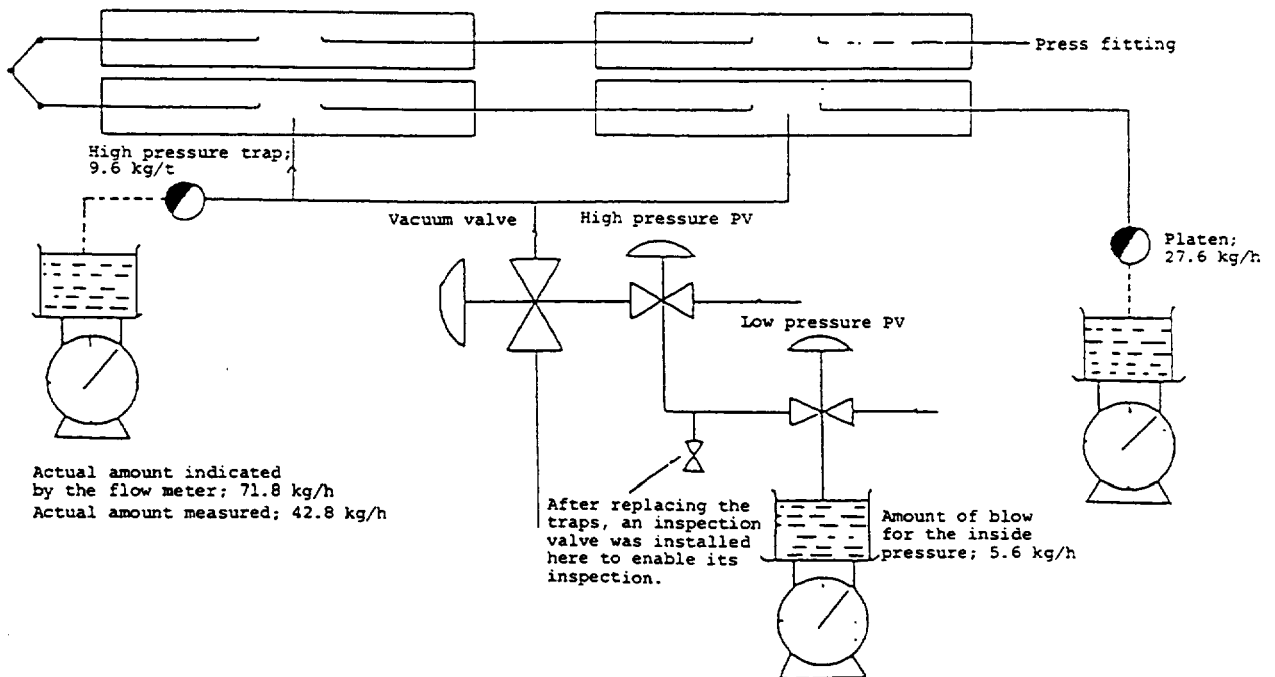 Press fitting
High pressure trap;
9.6 kg/t
Vacuum valve
High pressure PV
Platen;
27.6 kg/h
Low pressure PV
Actual amount indicated
by the flow meter; 71.8 kg/h
Actual amount measured; 42.8 kg/h
After replacing the
traps, an inspection
valve was installed
here to enable its
inspection.
Amount of blow
for the inside
pressure; 5.6 kg/h